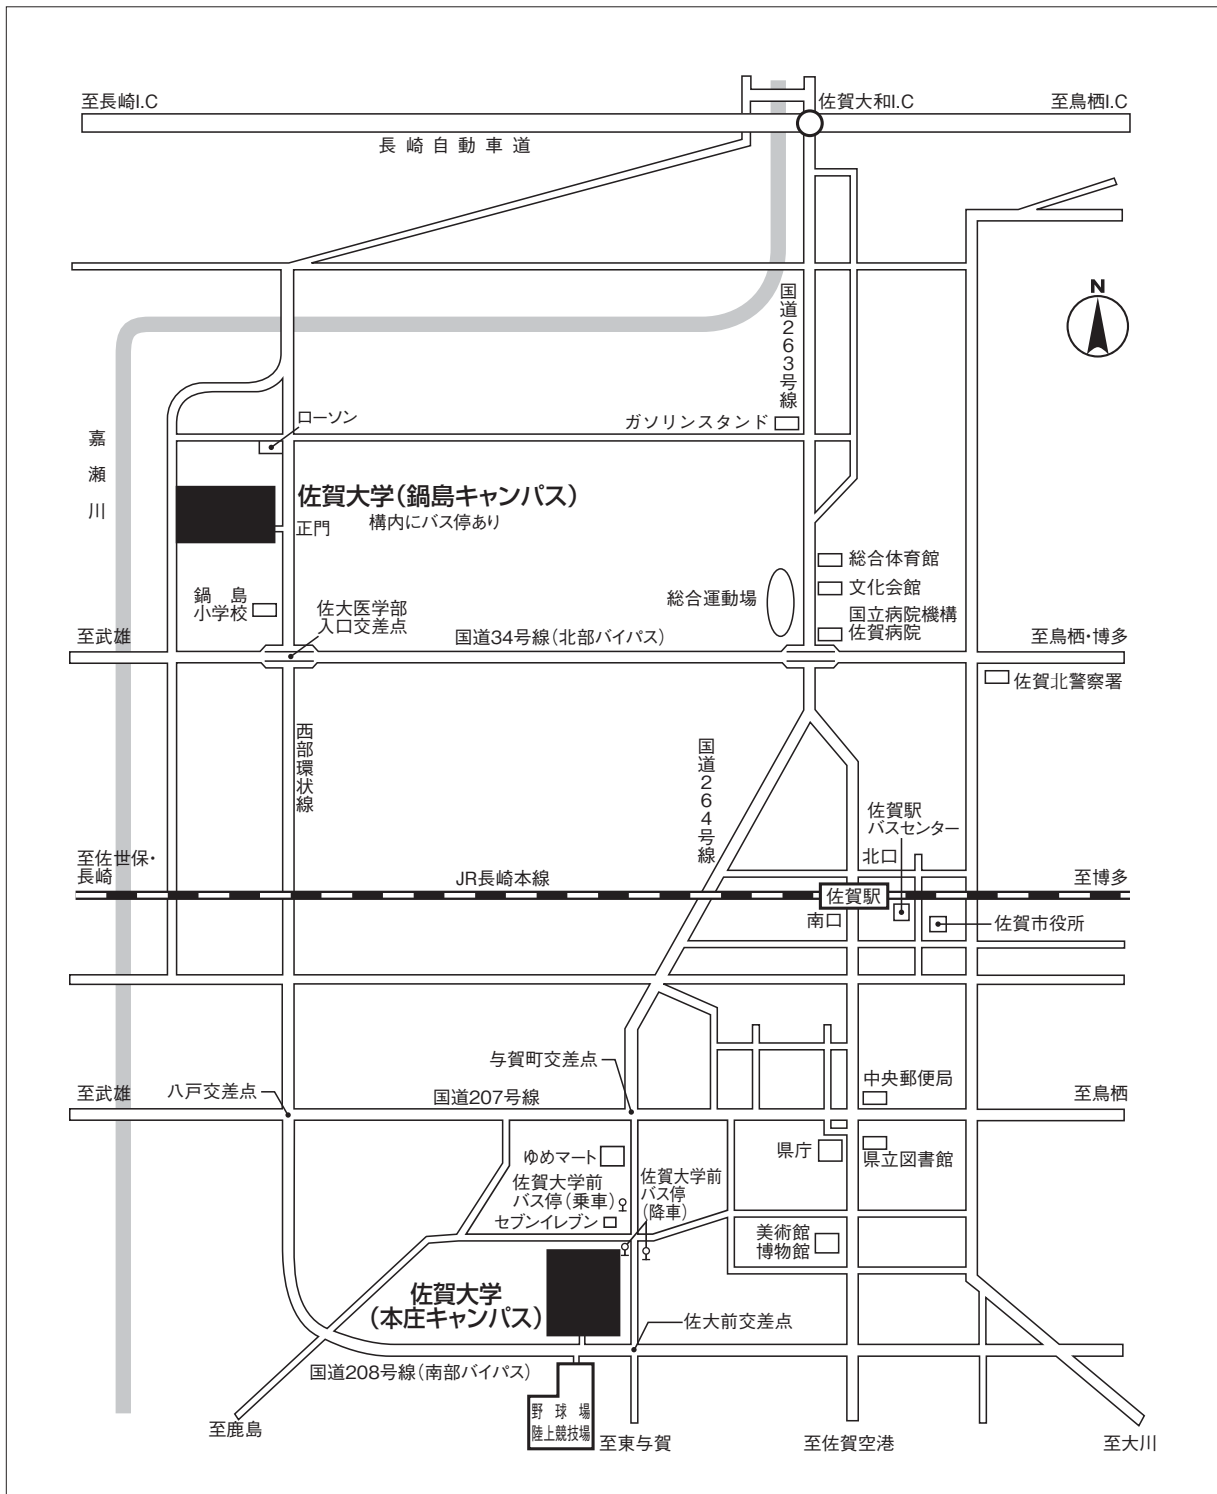 至長崎I.C
佐賀大和I.C
至鳥栖I.C
長崎自動車道
N
国道263号線
ローソン
ガソリンスタンド
嘉瀬川
佐賀大学(鍋島キャンパス)
構内にバス停あり
正門
総合体育館
文化会館
国立病院機構
佐賀病院
総合運動場
鍋島
小学校
佐大医学部
入口交差点
至武雄
国道34号線(北部バイパス)
至鳥栖・博多
佐賀北警察署
西部環状線
国道264号線
佐賀駅
バスセンター
北口
至佐世保・
長崎
JR長崎本線
佐賀駅
至博多
南口
佐賀市役所
与賀町交差点
至武雄
八戸交差点
国道207号線
中央郵便局
至鳥栖
ゆめマート
県庁
県立図書館
佐賀大学前
バス停(乗車)
佐賀大学前
バス停
(降車)
セブンイレブン
美術館
博物館
佐賀大学
(本庄キャンパス)
佐大前交差点
国道208号線(南部バイパス)
野球場
陸上競技場
至鹿島
至東与賀
至佐賀空港
至大川